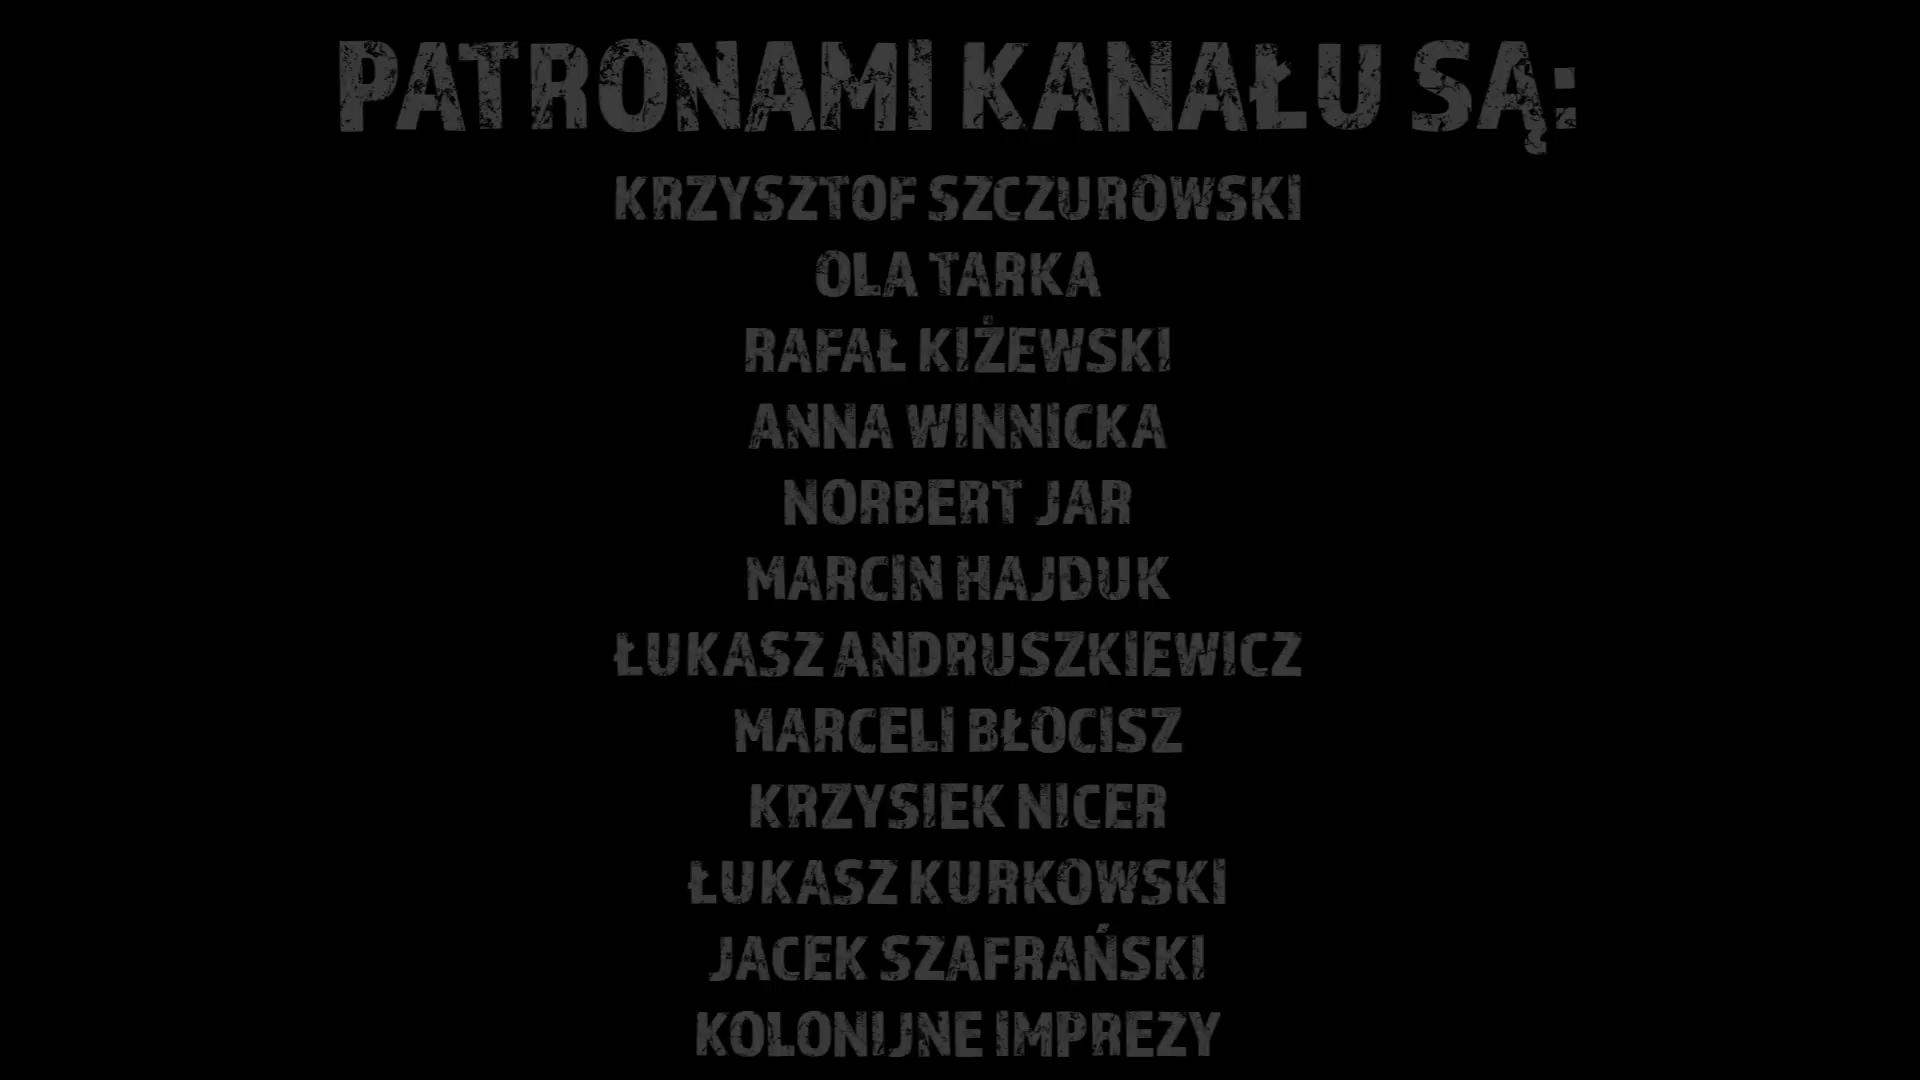 PATRONAMI KANAŁU SĄ:
KRZYSZTOF SZCZUROWSKI
OLA TARKA
RAFAŁ KIŻEWSKI
ANNA WINNICKA
NORBERT JAR
MARCIN HAJDUK
ŁUKASZ ANDRUSZKIEWICZ
MARCELI BŁOCISZ
KRZYSIEK NICER
ŁUKASZ KURKOWSKI
JACEK SZAFRAŃSKI
KOLONIJNE IMPREZY